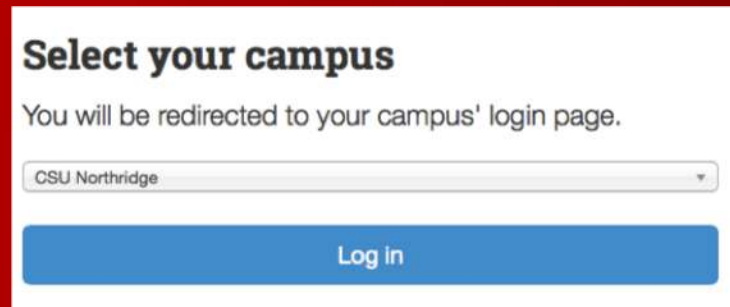 Select your campus
You will be redirected to your campus' login page.
CSU Northridge
Log in